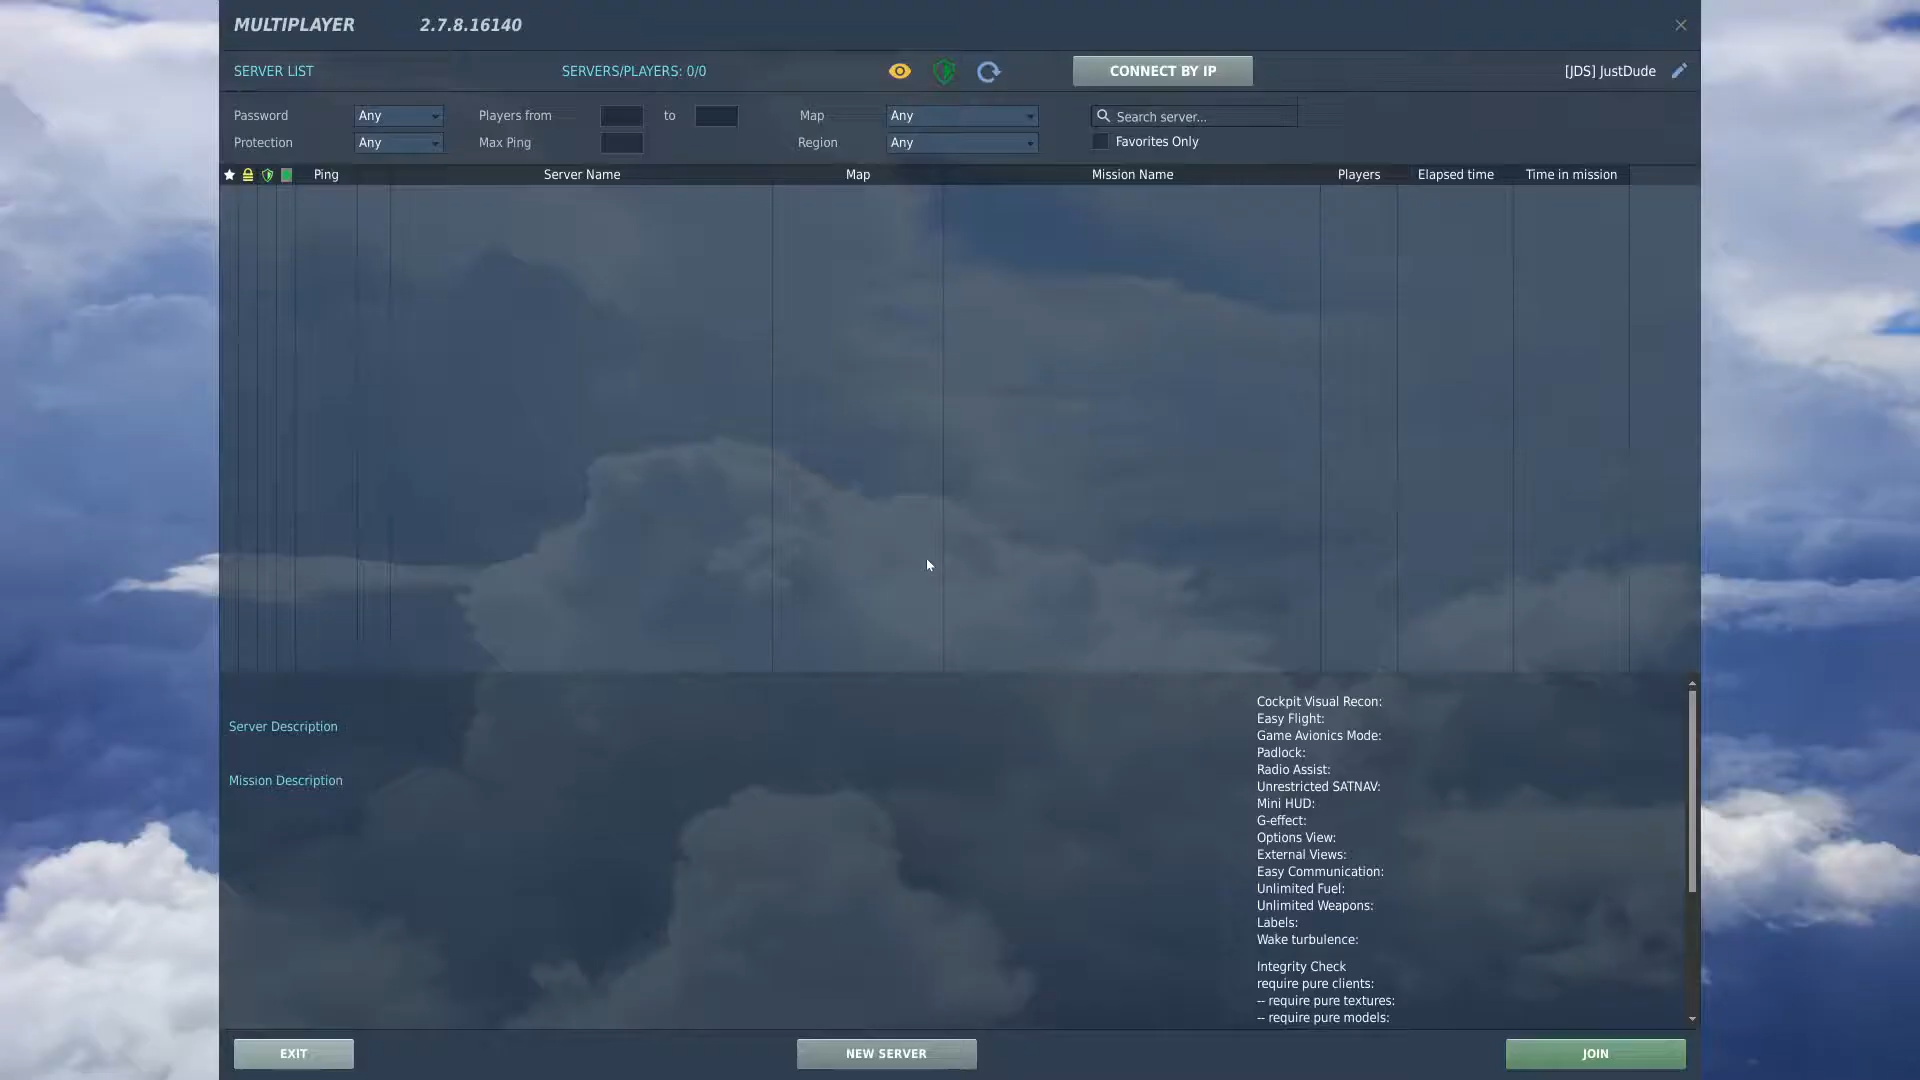 MULTIPLAYER 2.7.8.16140
SERVER LIST SERVERS/PLAYERS: 0/0 CONNECT BY IP [JDS] JustDude
Password Any Players from to Map Any Search server...
Protection Any Max Ping Region Any Favorites Only
Ping Server Name Map Mission Name Players Elapsed time Time in mission
Server Description
Mission Description
Cockpit Visual Recon:
Easy Flight:
Game Avionics Mode:
Padlock:
Radio Assist:
Unrestricted SATNAV:
Mini HUD:
G-effect:
Options View:
External Views:
Easy Communication:
Unlimited Fuel:
Unlimited Weapons:
Labels:
Wake turbulence:
Integrity Check
require pure clients:
-- require pure textures:
-- require pure models:
EXIT NEW SERVER JOIN